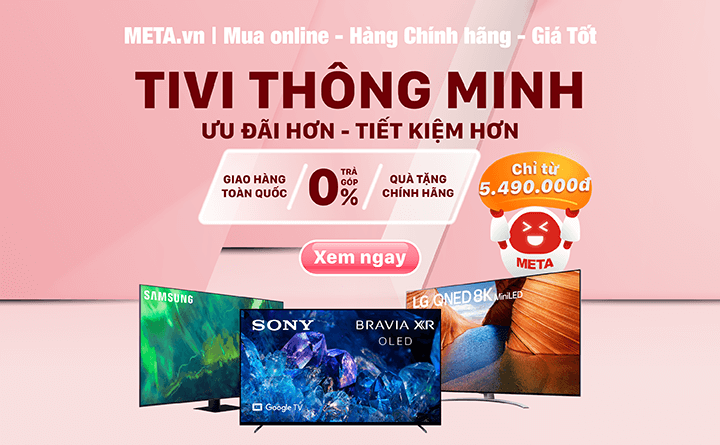 META.vn | Mua online - Hàng Chính hãng - Giá Tốt
TIVI THÔNG MINH
ƯU ĐÃI HƠN - TIẾT KIỆM HƠN
GIAO HÀNG
TOÀN QUỐC
0%
TRẢ
GÓP
QUÀ TẶNG
CHÍNH HÃNG
Chỉ từ
5.490.000đ
META
Xem ngay
SAMSUNG
SONY
BRAVIA XR
OLED
Google TV
LG QNED 8K MiniLED